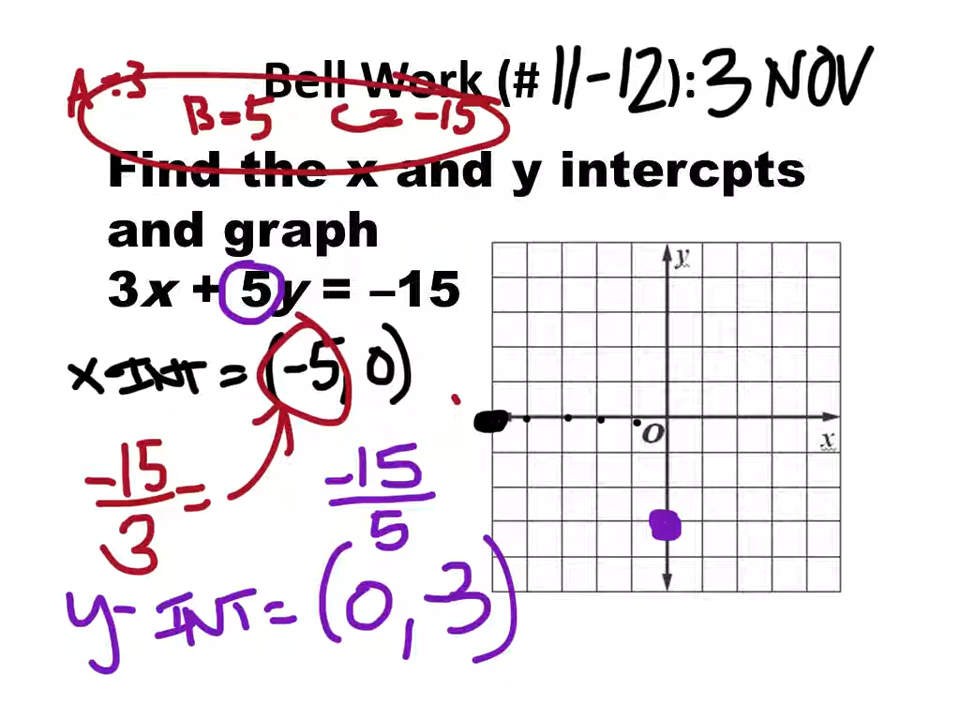 Bell Work (# 11-12): 3 NOV
A = 3
B = 5 C = -15
Find the x and y intercpts
and graph
3x + 5y = –15
x-INT = (-5, 0)
-15/3 =
-15/5
y-INT = (0, -3)
y
O
x